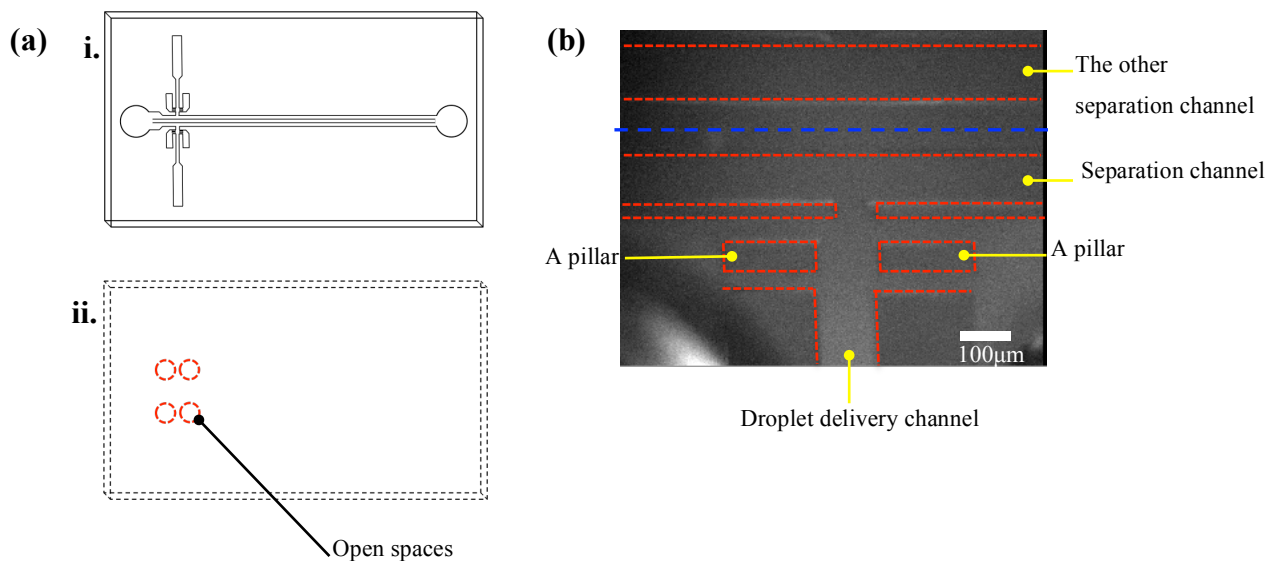 (a)
i.
ii.
Open spaces
(b)
The other
separation channel
Separation channel
A pillar
A pillar
100μm
Droplet delivery channel